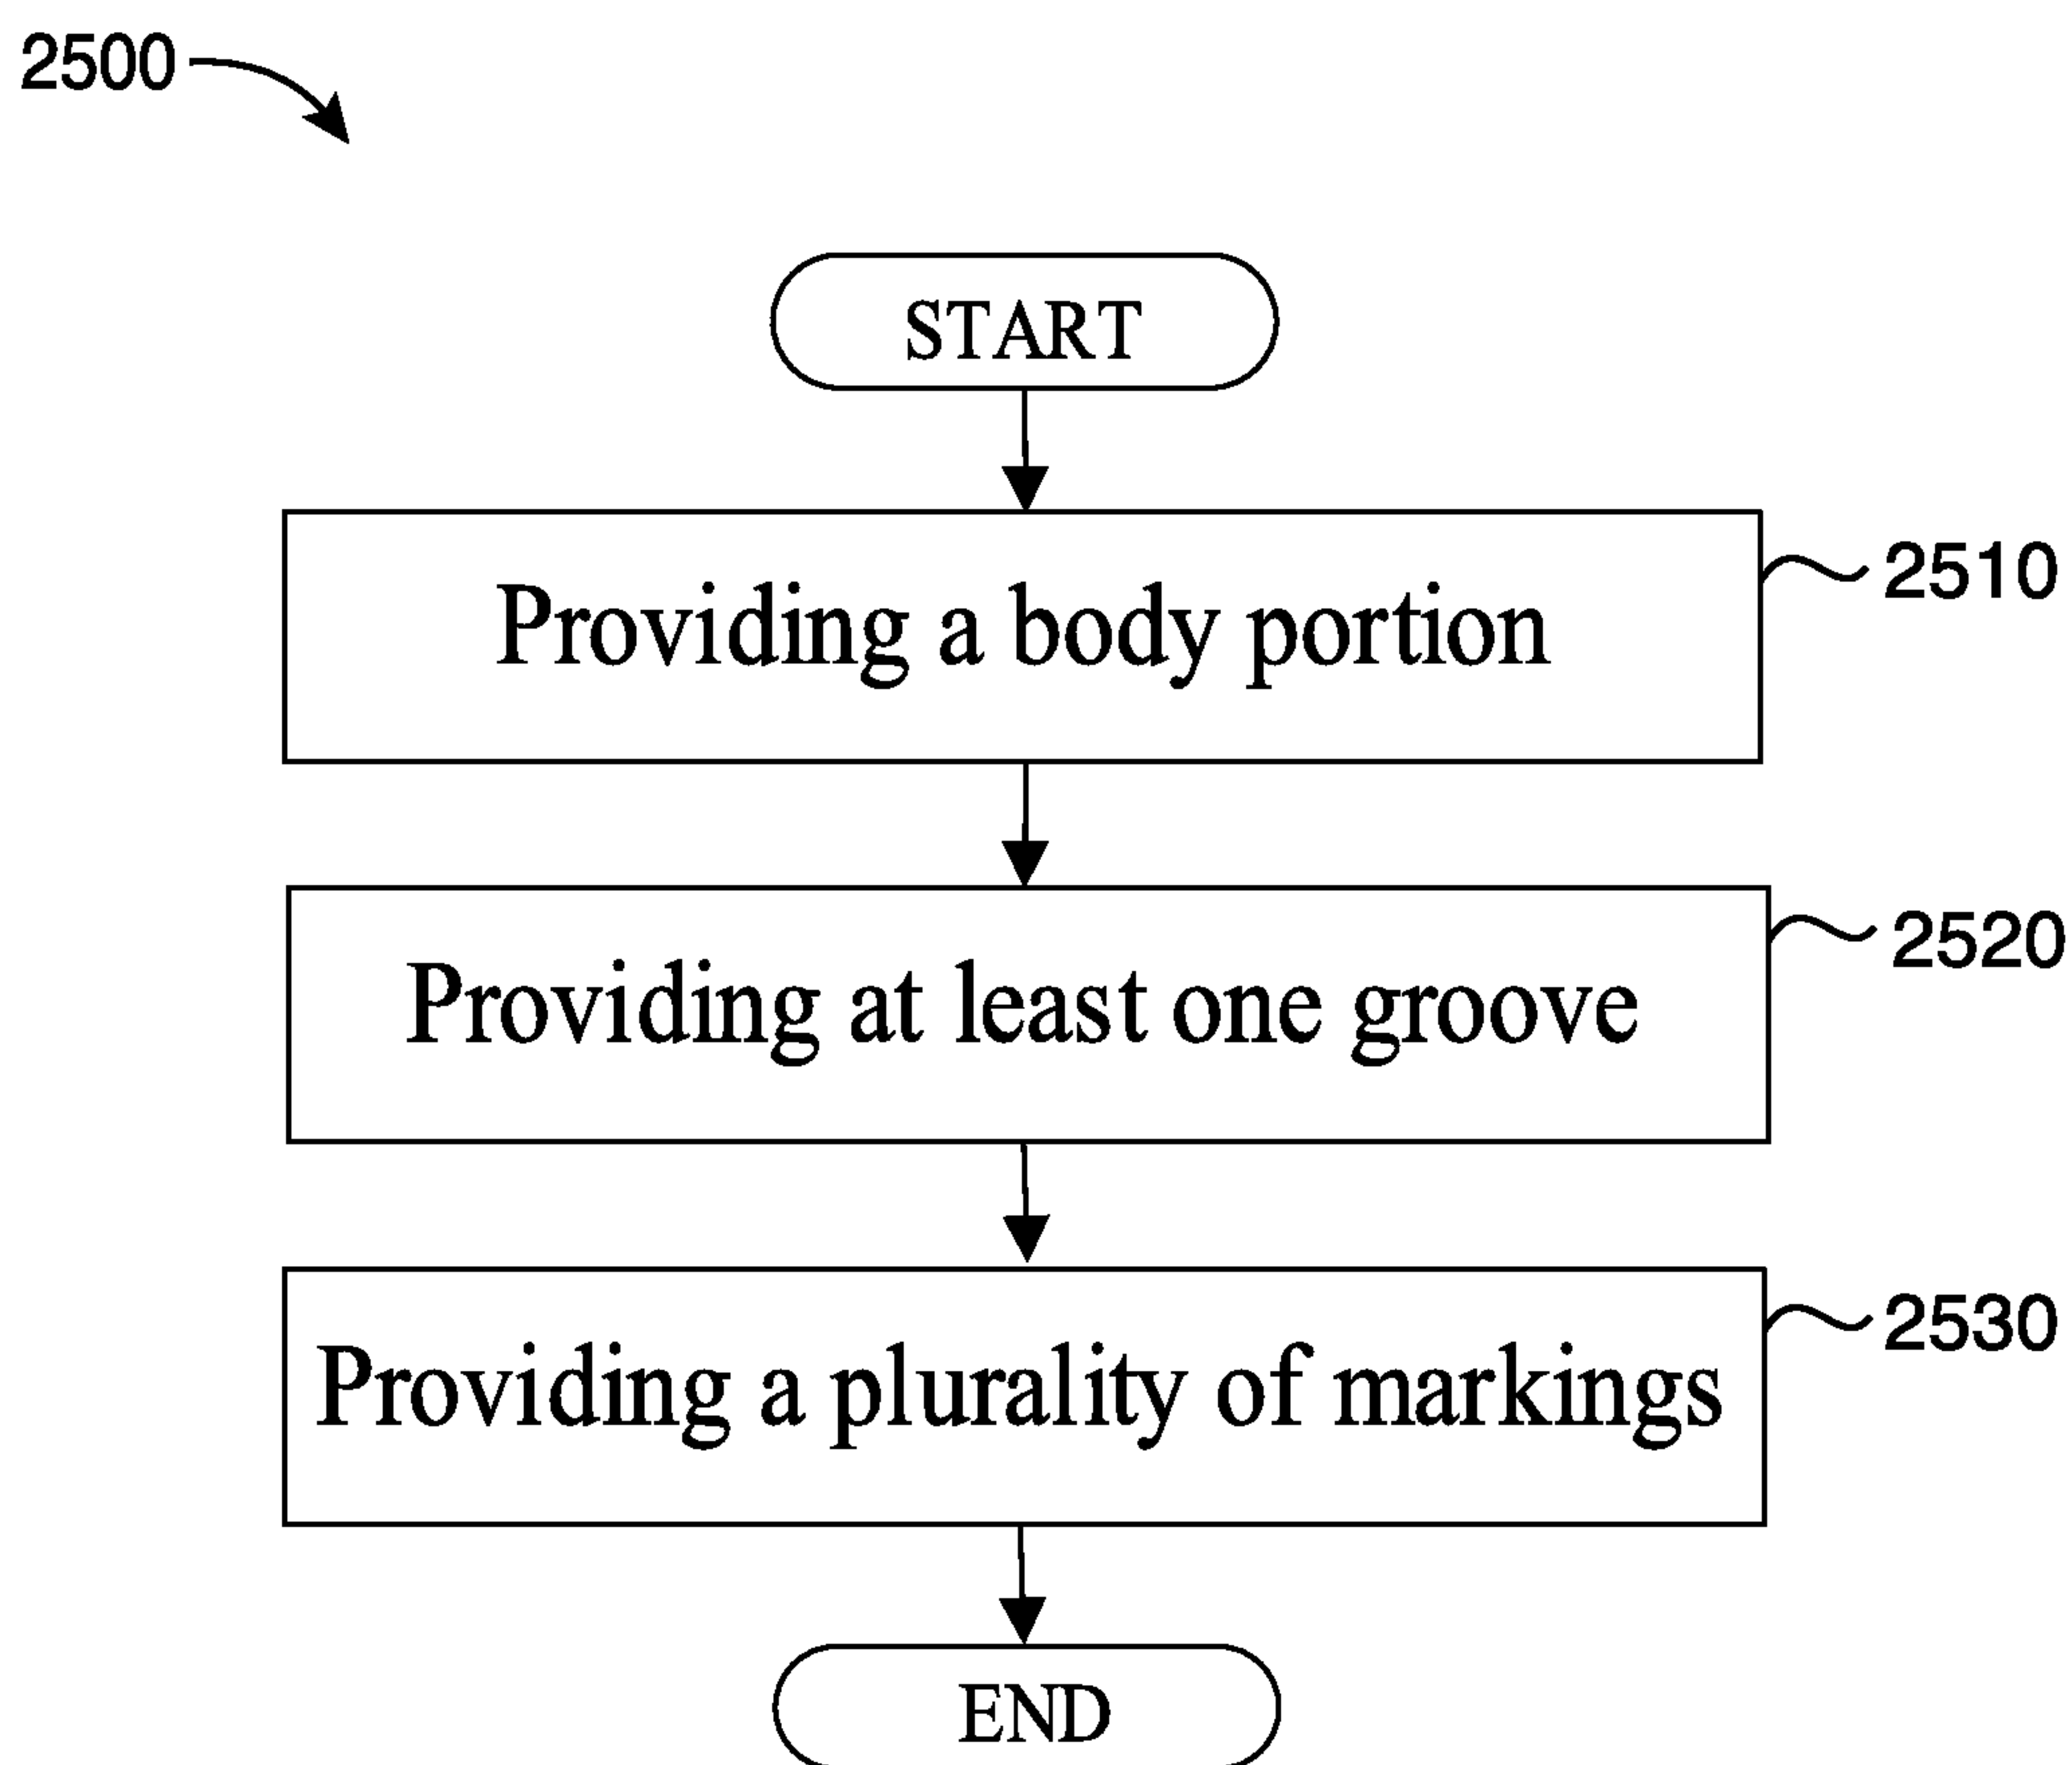 2500
START
Providing a body portion
2510
Providing at least one groove
2520
Providing a plurality of markings
2530
END